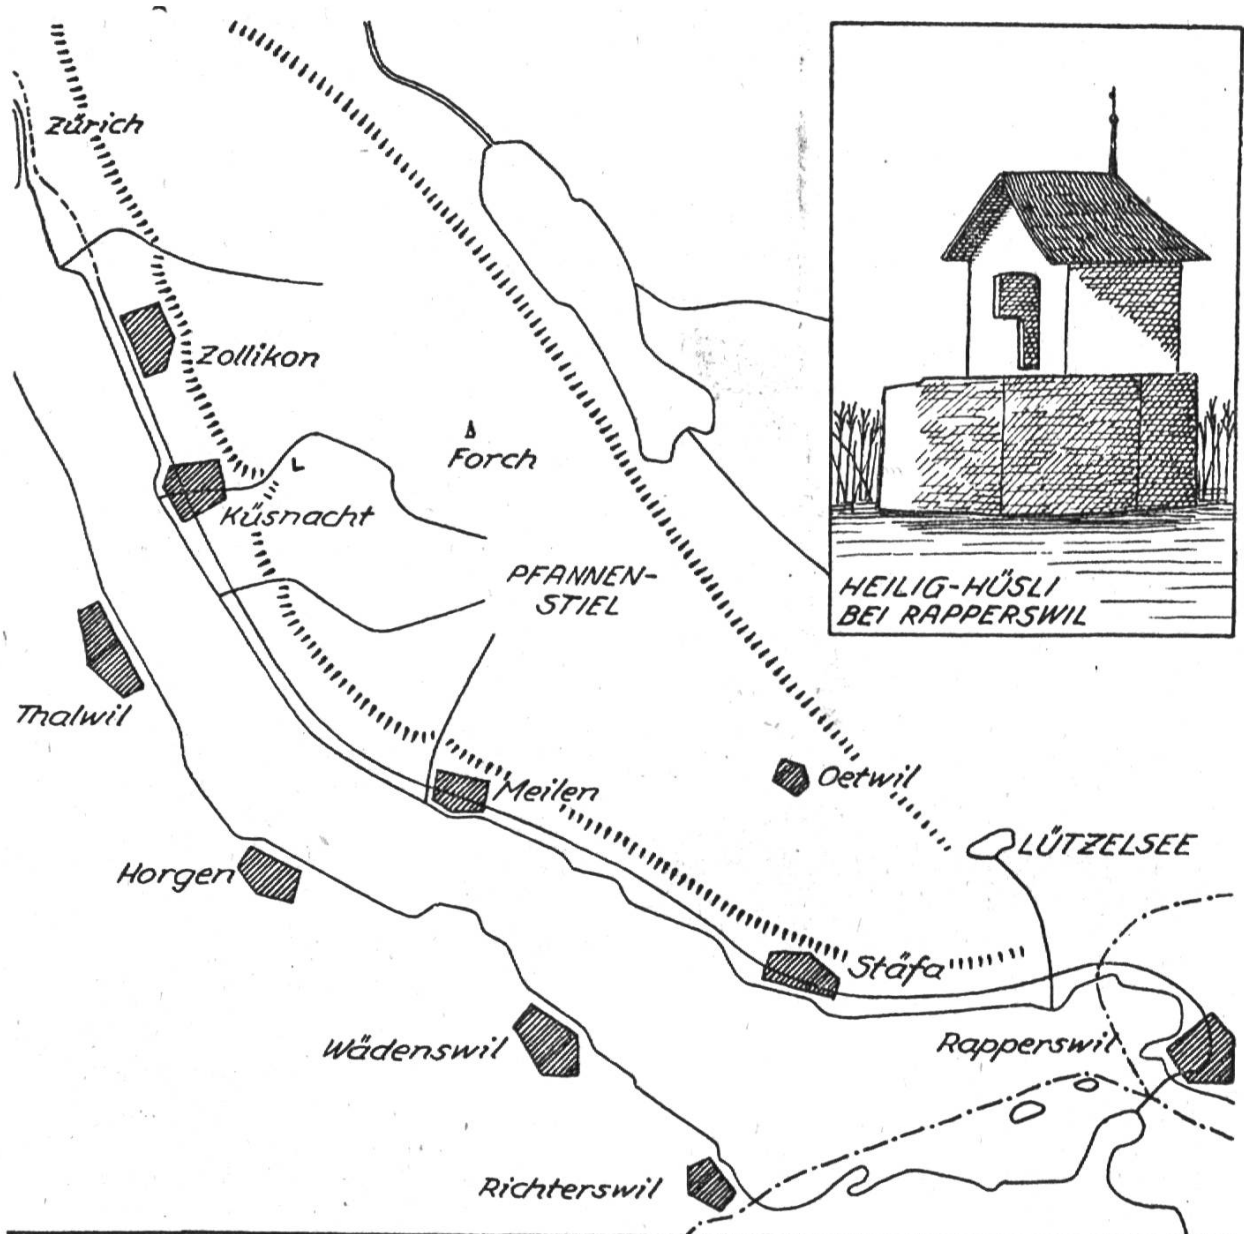 Zürich
Zollikon
Forch
Küsnacht
PFANNEN-
STIEL
HEILIG-HÜSLI
BEI RAPPERSWIL
Thalwil
Meilen
Oetwil
LÜTZELSEE
Horgen
Stäfa
Wädenswil
Rapperswil
Richterswil